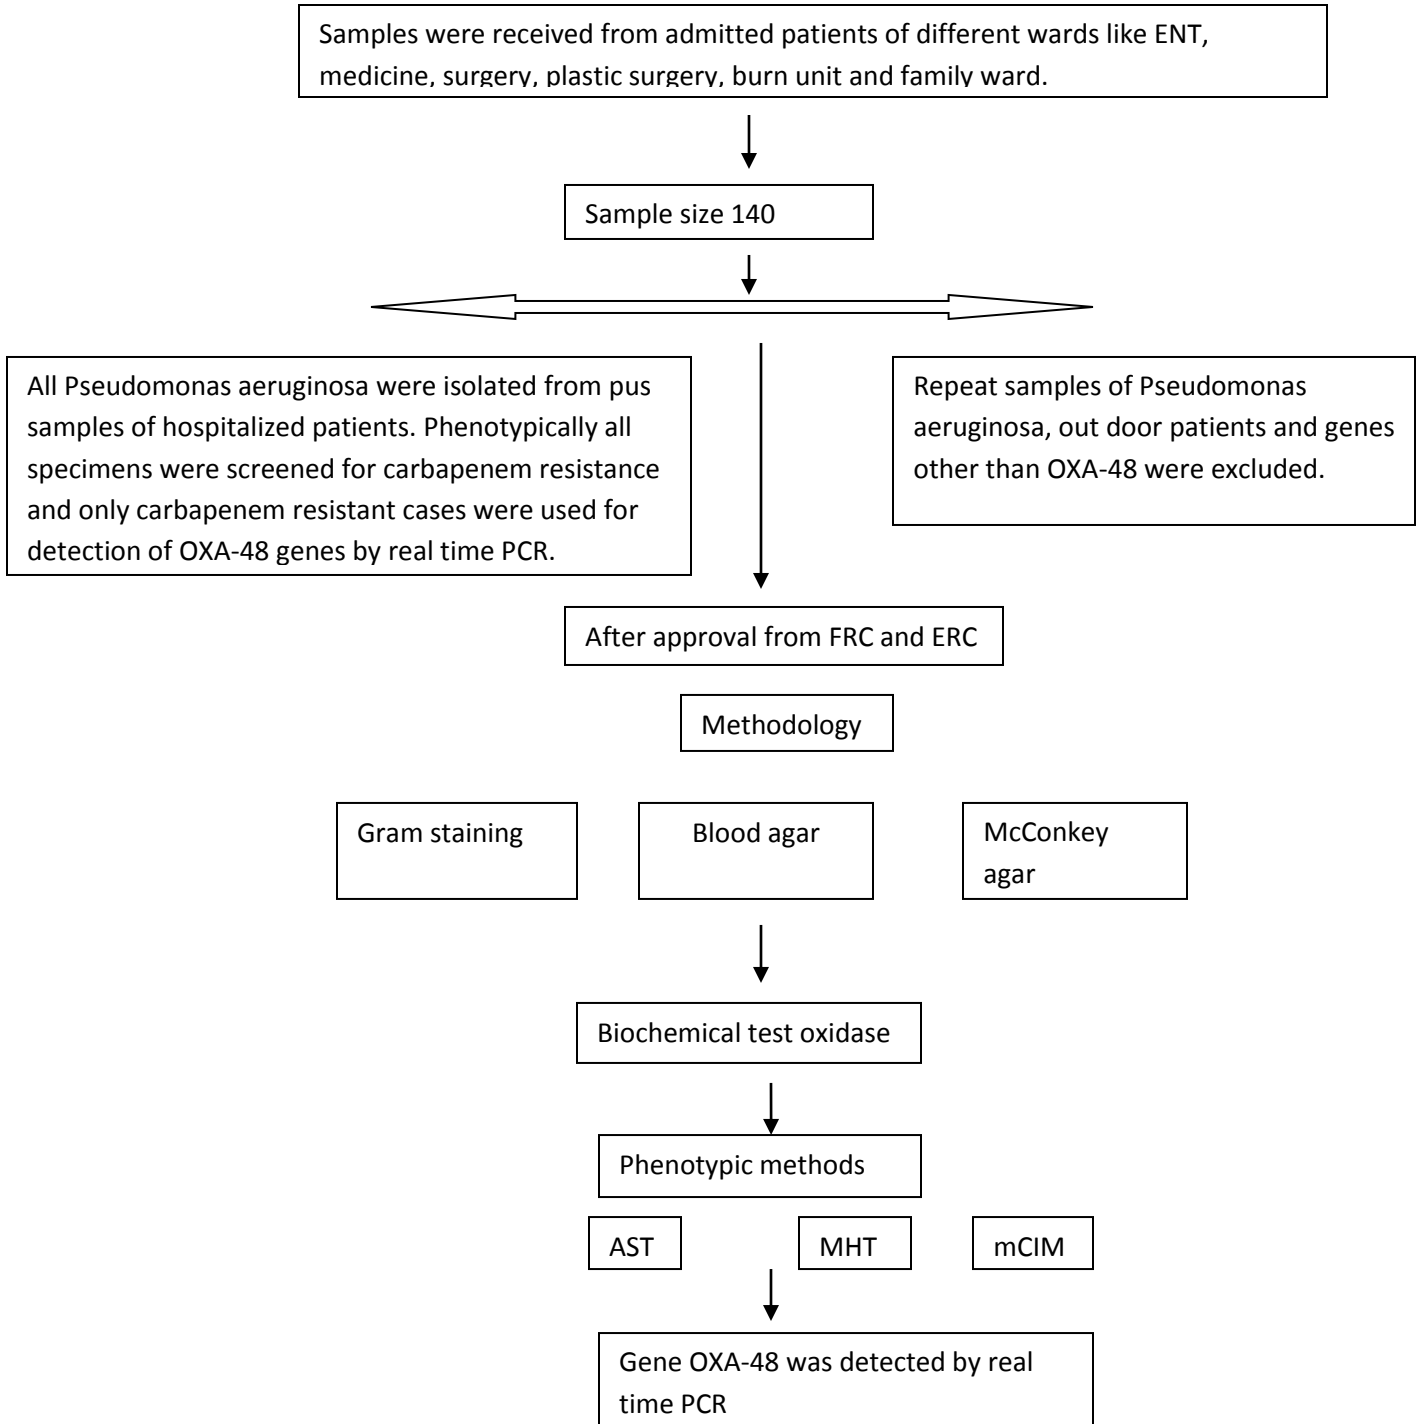 Samples were received from admitted patients of different wards like ENT,
medicine, surgery, plastic surgery, burn unit and family ward.
Sample size 140
All Pseudomonas aeruginosa were isolated from pus
samples of hospitalized patients. Phenotypically all
specimens were screened for carbapenem resistance
and only carbapenem resistant cases were used for
detection of OXA-48 genes by real time PCR.
Repeat samples of Pseudomonas
aeruginosa, out door patients and genes
other than OXA-48 were excluded.
After approval from FRC and ERC
Methodology
Gram staining
Blood agar
McConkey
agar
Biochemical test oxidase
Phenotypic methods
AST
MHT
mCIM
Gene OXA-48 was detected by real
time PCR